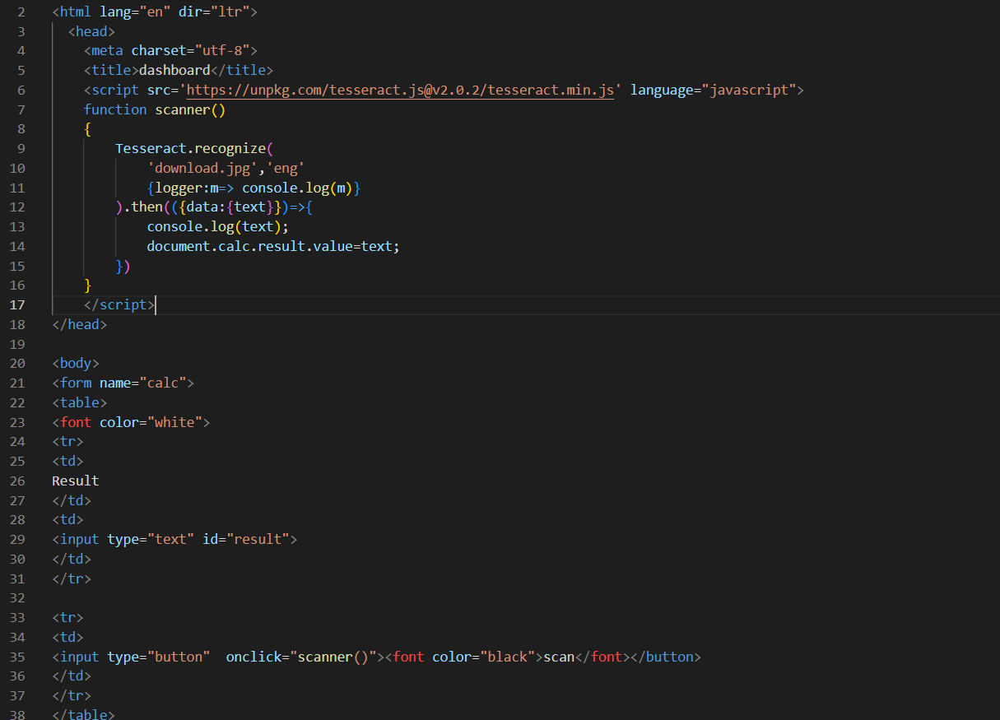 2 <html lang="en" dir="ltr">
3 <head>
4 <meta charset="utf-8">
5 <title>dashboard</title>
6 <script src='https://unpkg.com/tesseract.js@v2.0.2/tesseract.min.js' language="javascript">
7 function scanner()
8 {
9 Tesseract.recognize(
10 'download.jpg','eng'
11 {logger:m=> console.log(m)}
12 ).then(({data:{text}})=>{
13 console.log(text);
14 document.calc.result.value=text;
15 })
16 }
17 </script>
18 </head>
19
20 <body>
21 <form name="calc">
22 <table>
23 <font color="white">
24 <tr>
25 <td>
26 Result
27 </td>
28 <td>
29 <input type="text" id="result">
30 </td>
31 </tr>
32
33 <tr>
34 <td>
35 <input type="button"  onclick="scanner()"><font color="black">scan</font></button>
36 </td>
37 </tr>
38 </table>